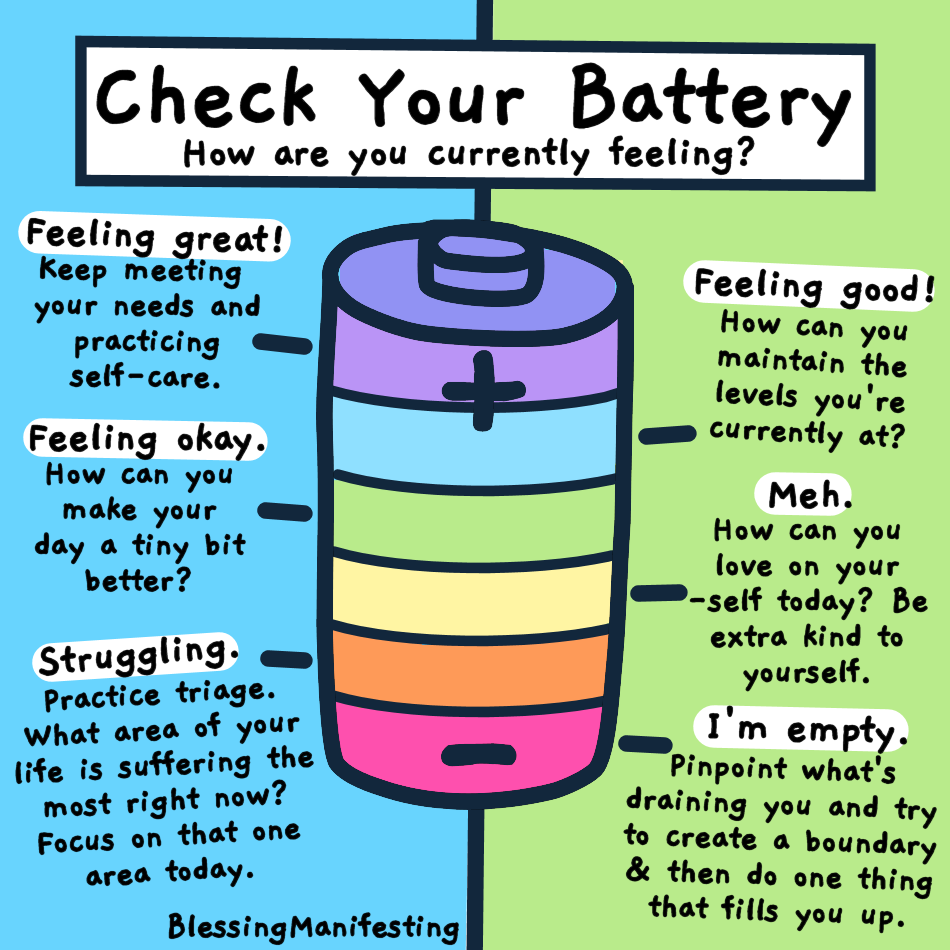 Check Your Battery
How are you currently feeling?
Feeling great!
Keep meeting
your needs and
practicing
self-care.
Feeling good!
How can you
maintain the
levels you're
currently at?
Feeling okay.
How can you
make your
day a tiny bit
better?
Meh.
How can you
love on your
-self today? Be
extra kind to
yourself.
Struggling.
Practice triage.
What area of your
life is suffering the
most right now?
Focus on that one
area today.
I'm empty.
Pinpoint what's
draining you and try
to create a boundary
& then do one thing
that fills you up.
BlessingManifesting